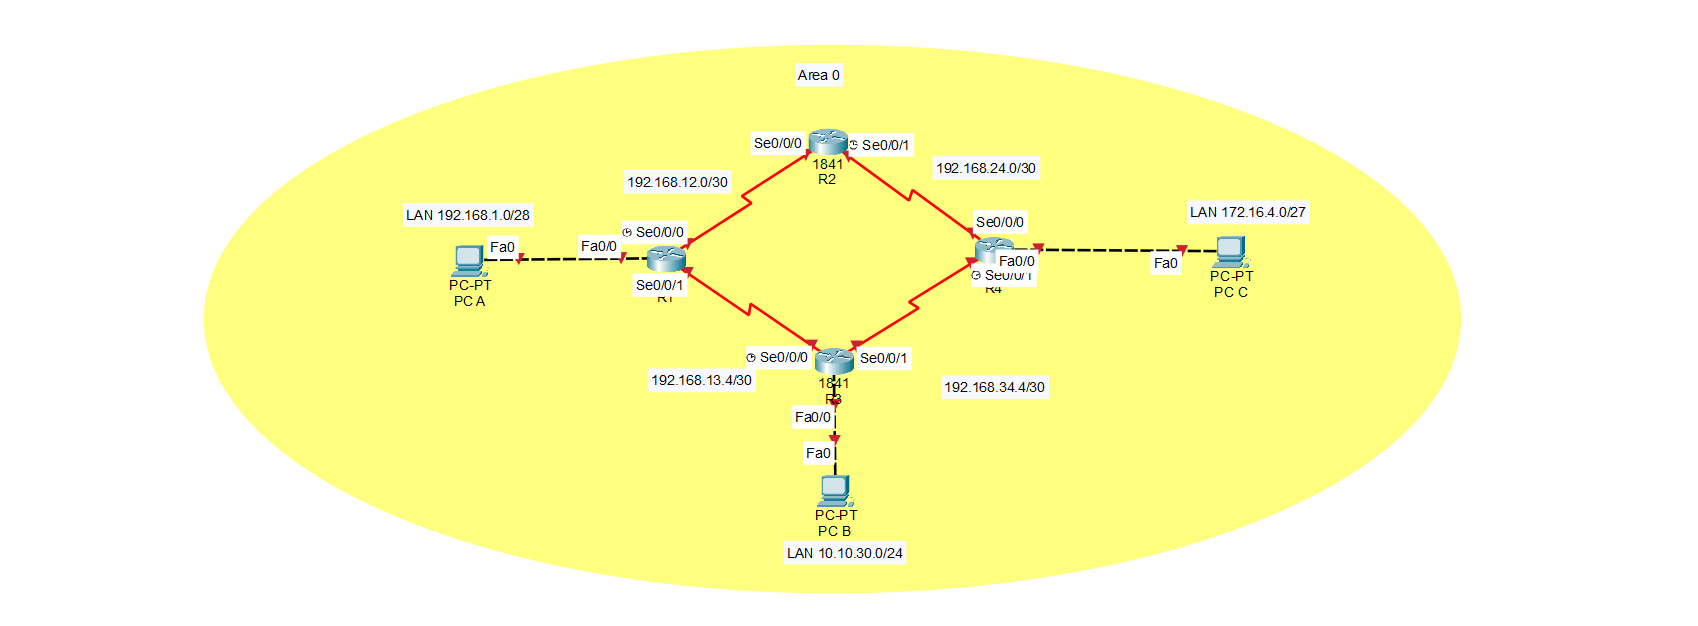 Area 0
Se0/0/0
Se0/0/1
1841
R2
192.168.12.0/30
192.168.24.0/30
LAN 192.168.1.0/28
LAN 172.16.4.0/27
Se0/0/0
Se0/0/0
Fa0
Fa0/0
Fa0/0
Fa0
Se0/0/1
Se0/0/1
R1
R4
PC-PT
PC A
PC-PT
PC C
Se0/0/0
Se0/0/1
192.168.13.4/30
192.168.34.4/30
1841
R3
Fa0/0
Fa0
PC-PT
PC B
LAN 10.10.30.0/24